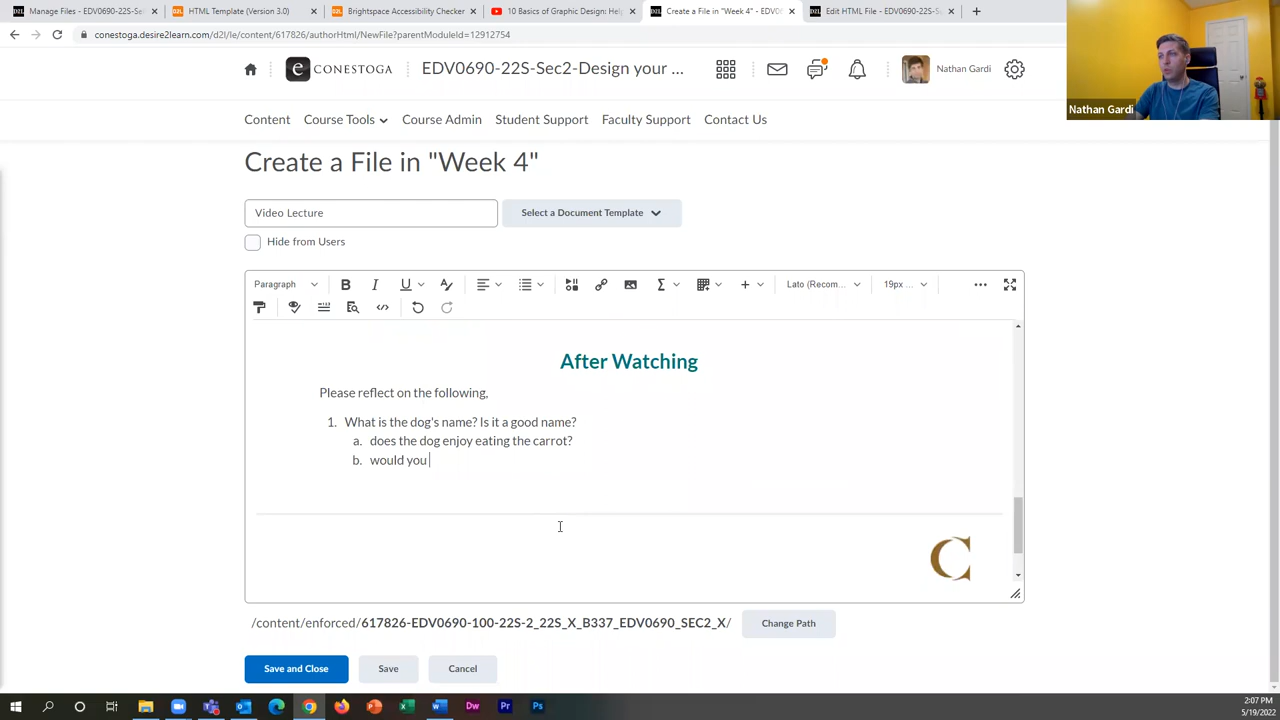 Manage Files - EDV0690-22S-Sec2-
HTML Template (Version 3.0)
Brightspace Accessibility Checker
10 Basics of Graphic Design: Hel
Create a File in "Week 4" - EDV0
Edit HTML File - EDV0690-22S-Sec
conestoga.desire2learn.com/d2l/le/content/617826/authorHtml/NewFile?parentModuleId=12912754
CONESTOGA
EDV0690-22S-Sec2-Design your ...
Nathan Gardi
Nathan Gardi
Content
Course Tools
Course Admin
Student Support
Faculty Support
Contact Us
Create a File in "Week 4"
Video Lecture
Select a Document Template
Hide from Users
Paragraph
Lato (Recom...
19px ...
After Watching
Please reflect on the following,
1. What is the dog's name? Is it a good name?
a. does the dog enjoy eating the carrot?
b. would you
/content/enforced/617826-EDV0690-100-22S-2_22S_X_B337_EDV0690_SEC2_X/
Change Path
Save and Close
Save
Cancel
2:07 PM
5/19/2022